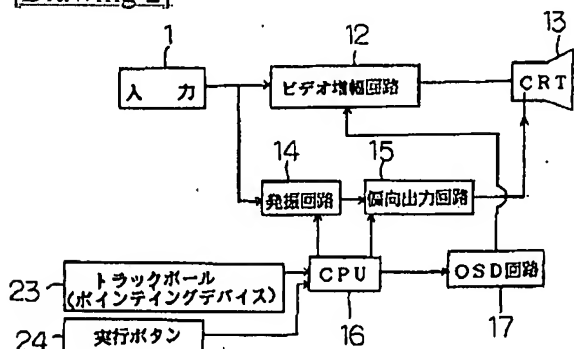 1
12
13
入 力
ビデオ増幅回路
CRT
14
15
発振回路
偏向出力回路
23
トラックボール
(ポインティングデバイス)
CPU
OSD回路
16
17
24
実行ボタン